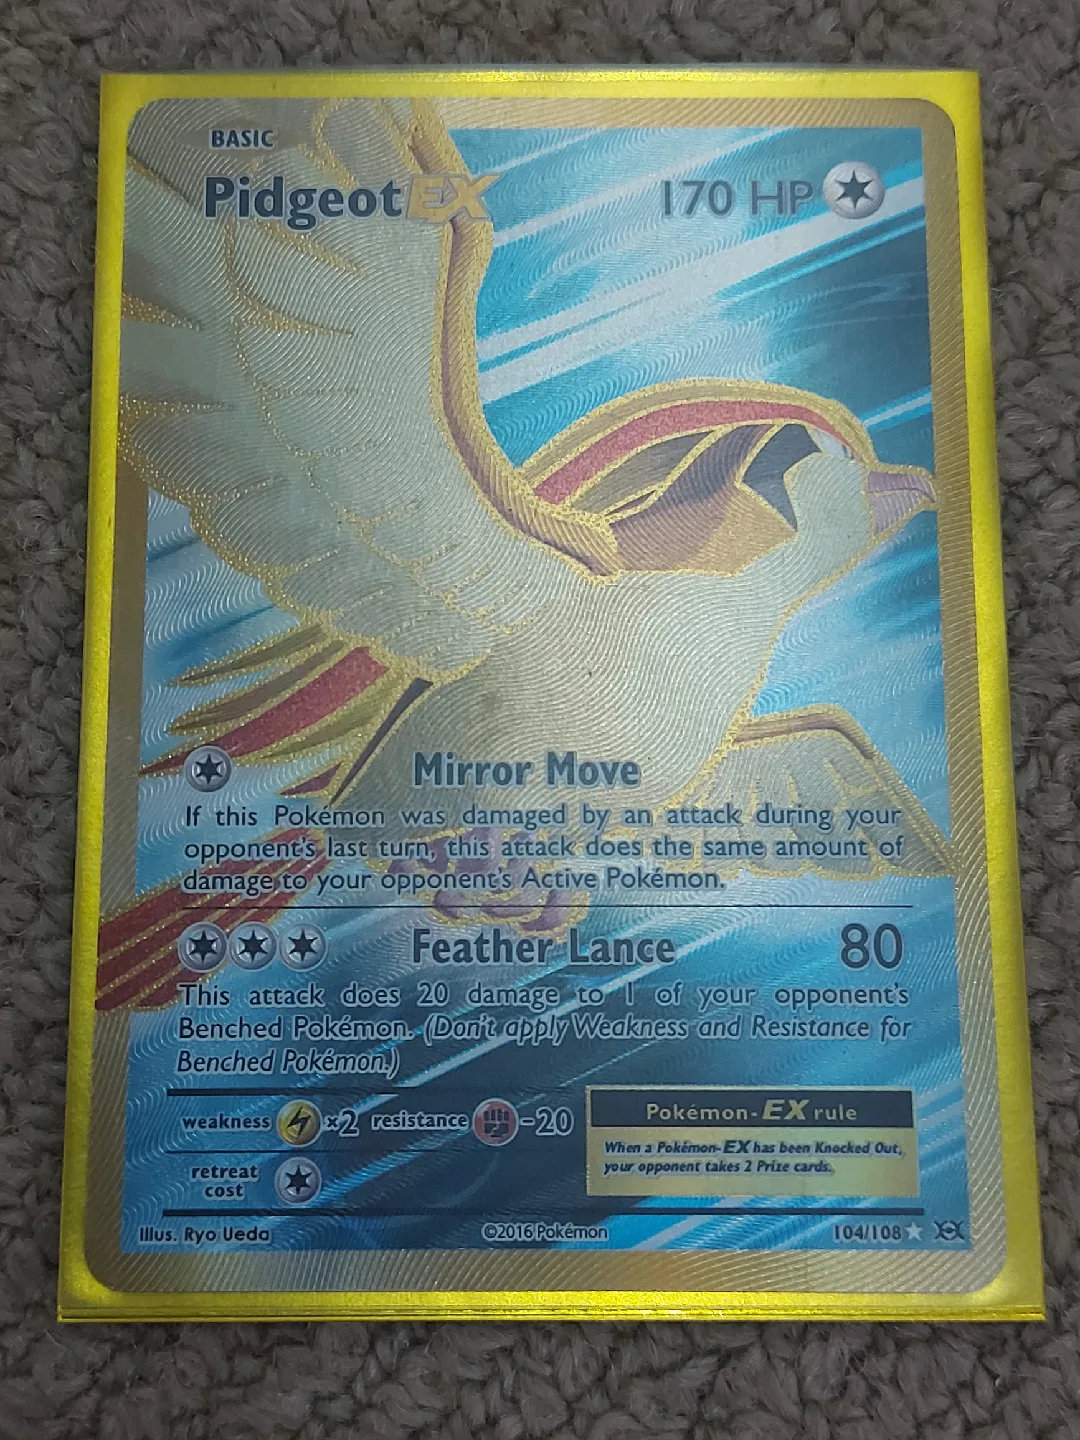 BASIC
Pidgeot EX 170 HP
Mirror Move
If this Pokémon was damaged by an attack during your
opponent's last turn, this attack does the same amount of
damage to your opponent's Active Pokémon.
Feather Lance 80
This attack does 20 damage to 1 of your opponent's
Benched Pokémon. (Don't apply Weakness and Resistance for
Benched Pokémon.)
weakness x2 resistance -20
Pokémon-EX rule
When a Pokémon-EX has been Knocked Out,
your opponent takes 2 Prize cards.
retreat
cost
Illus. Ryo Ueda ©2016 Pokémon 104/108